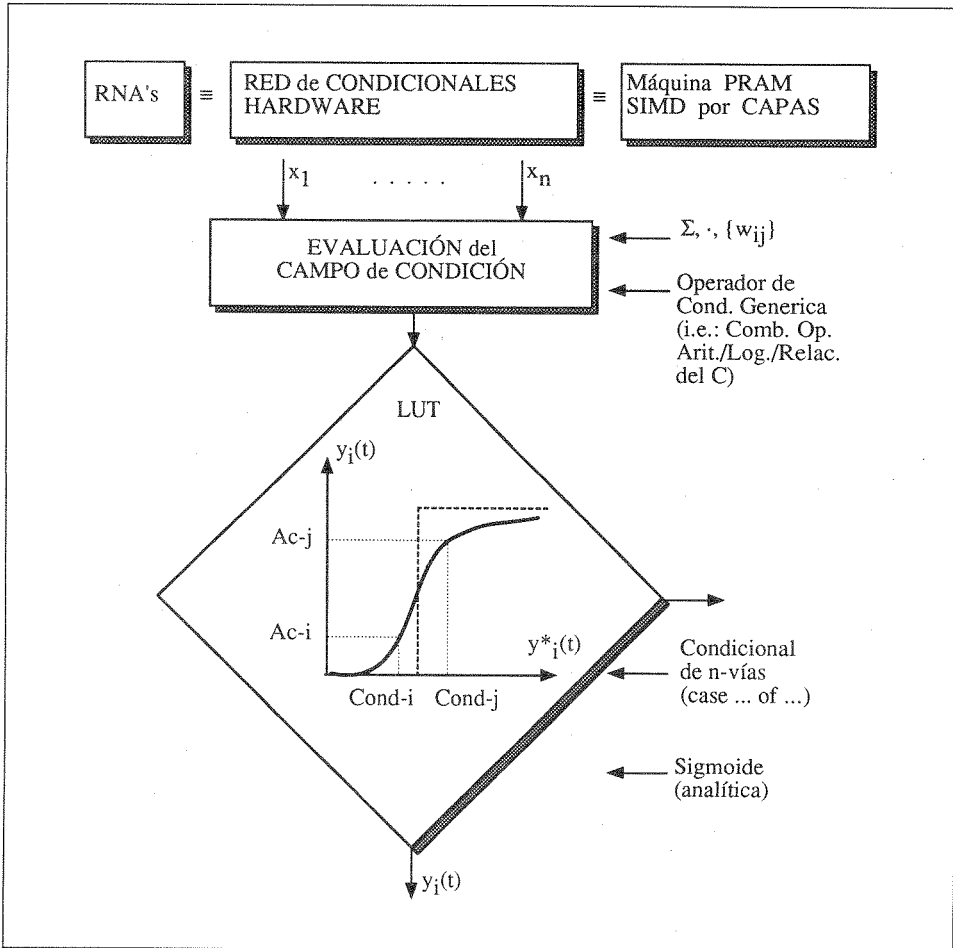 RNA's
≡
RED de CONDICIONALES
HARDWARE
≡
Máquina PRAM
SIMD por CAPAS
x1
. . . . .
xn
EVALUACIÓN del
CAMPO de CONDICIÓN
Σ, ·, {wij}
Operador de
Cond. Generica
(i.e.: Comb. Op.
Arit./Log./Relac.
del C)
LUT
yi(t)
Ac-j
Ac-i
y*i(t)
Cond-i
Cond-j
Condicional
de n-vías
(case ... of ...)
Sigmoide
(analítica)
yi(t)